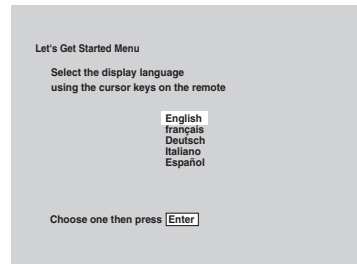 Let's Get Started Menu
Select the display language
using the cursor keys on the remote
English
français
Deutsch
Italiano
Español
Choose one then press Enter